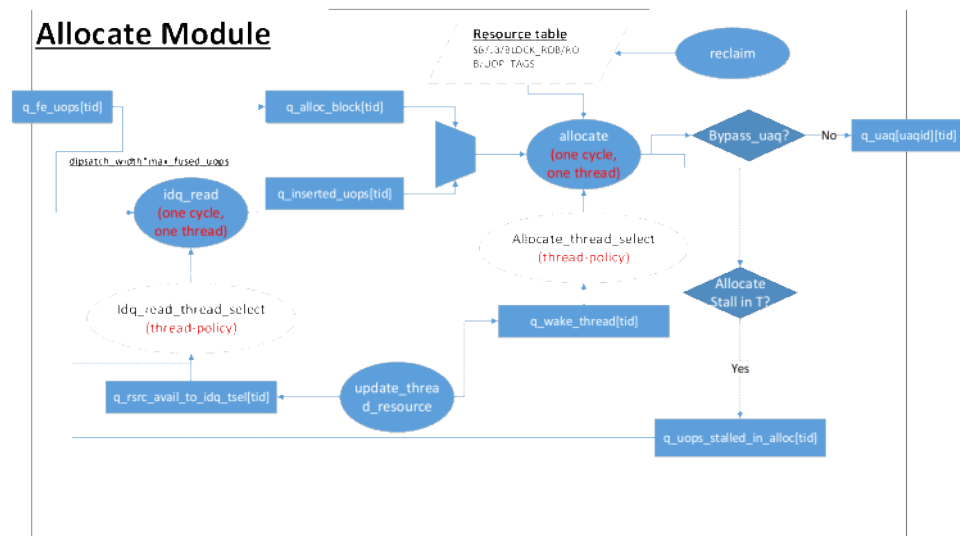 Allocate Module
Resource table
SB/LB/BLOCK_ROB/RO
B/UOP_TAGS
reclaim
q_fe_uops[tid]
q_alloc_block[tid]
allocate
(one cycle,
one thread)
Bypass_uaq?
No
q_uaq[uaqid][tid]
dipsatch_width*max_fused_uops
idq_read
(one cycle,
one thread)
q_inserted_uops[tid]
Allocate_thread_select
(thread-policy)
Allocate
Stall in T?
Idq_read_thread_select
(thread-policy)
q_wake_thread[tid]
Yes
q_rsrc_avail_to_idq_tsel[tid]
update_threa
d_resource
q_uops_stalled_in_alloc[tid]